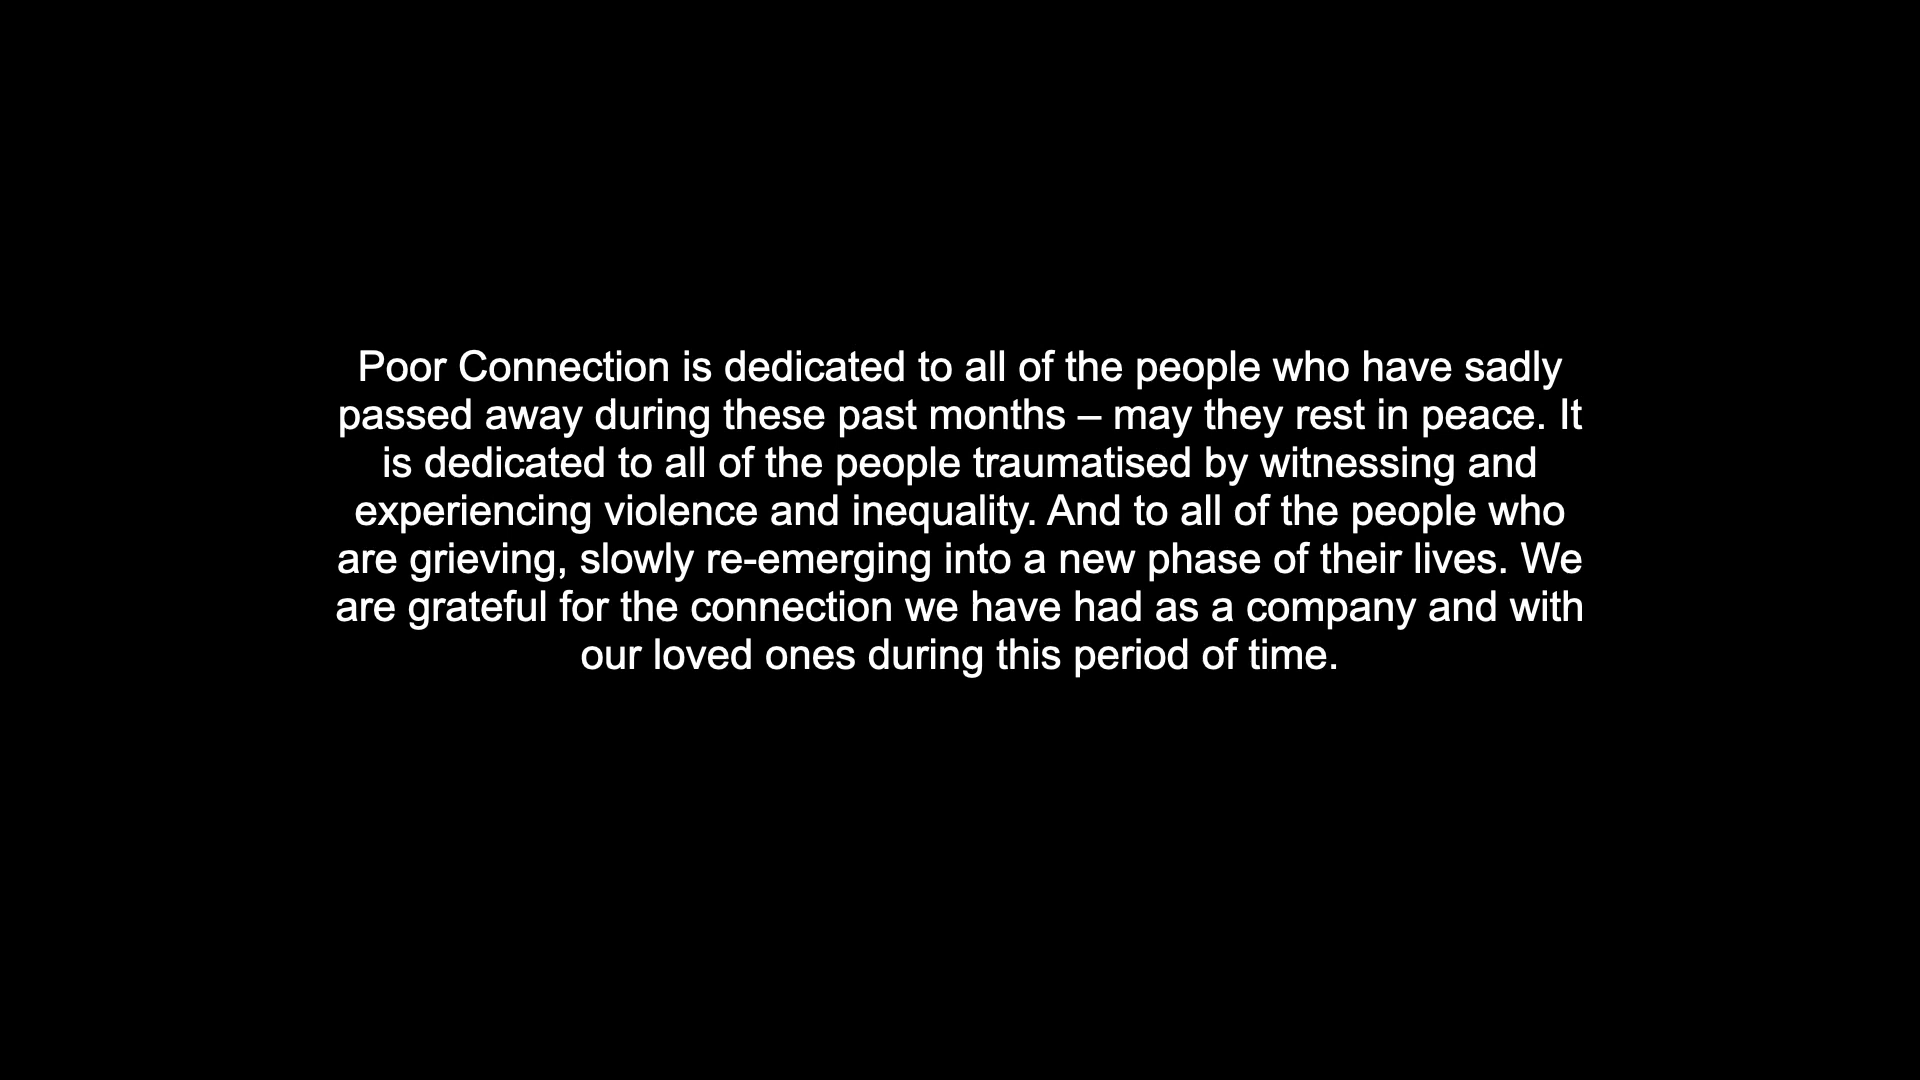 Poor Connection is dedicated to all of the people who have sadly
passed away during these past months – may they rest in peace. It
is dedicated to all of the people traumatised by witnessing and
experiencing violence and inequality. And to all of the people who
are grieving, slowly re-emerging into a new phase of their lives. We
are grateful for the connection we have had as a company and with
our loved ones during this period of time.